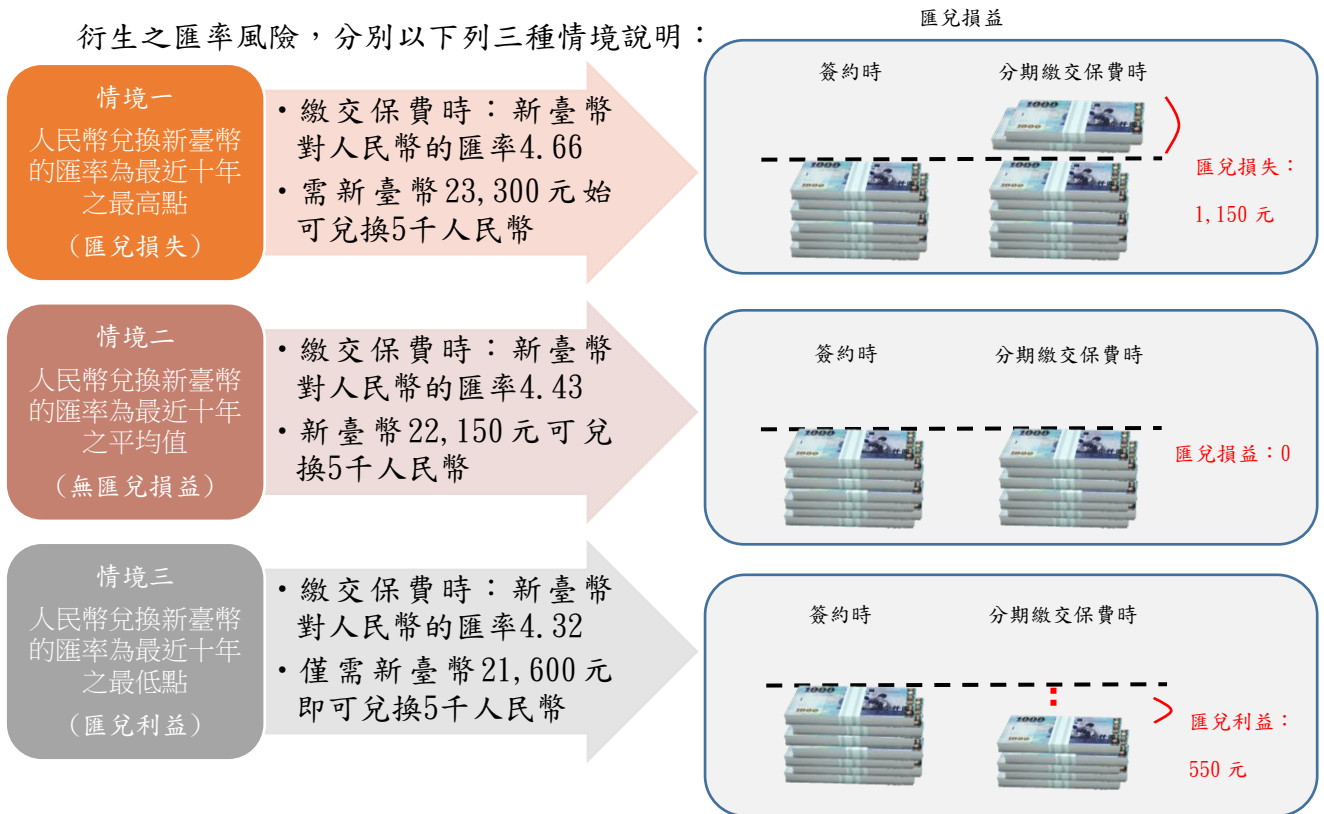 衍生之匯率風險，分別以下列三種情境說明：
匯兌損益
情境一
人民幣兌換新臺幣
的匯率為最近十年
之最高點
（匯兌損失）
・繳交保費時：新臺幣
對人民幣的匯率4.66
・需新臺幣23,300元始
可兌換5千人民幣
簽約時
分期繳交保費時
匯兌損失：
1,150 元
情境二
人民幣兌換新臺幣
的匯率為最近十年
之平均值
（無匯兌損益）
・繳交保費時：新臺幣
對人民幣的匯率4.43
・新臺幣22,150元可兌
換5千人民幣
簽約時
分期繳交保費時
匯兌損益：0
情境三
人民幣兌換新臺幣
的匯率為最近十年
之最低點
（匯兌利益）
・繳交保費時：新臺幣
對人民幣的匯率4.32
・僅需新臺幣21,600元
即可兌換5千人民幣
簽約時
分期繳交保費時
匯兌利益：
550 元